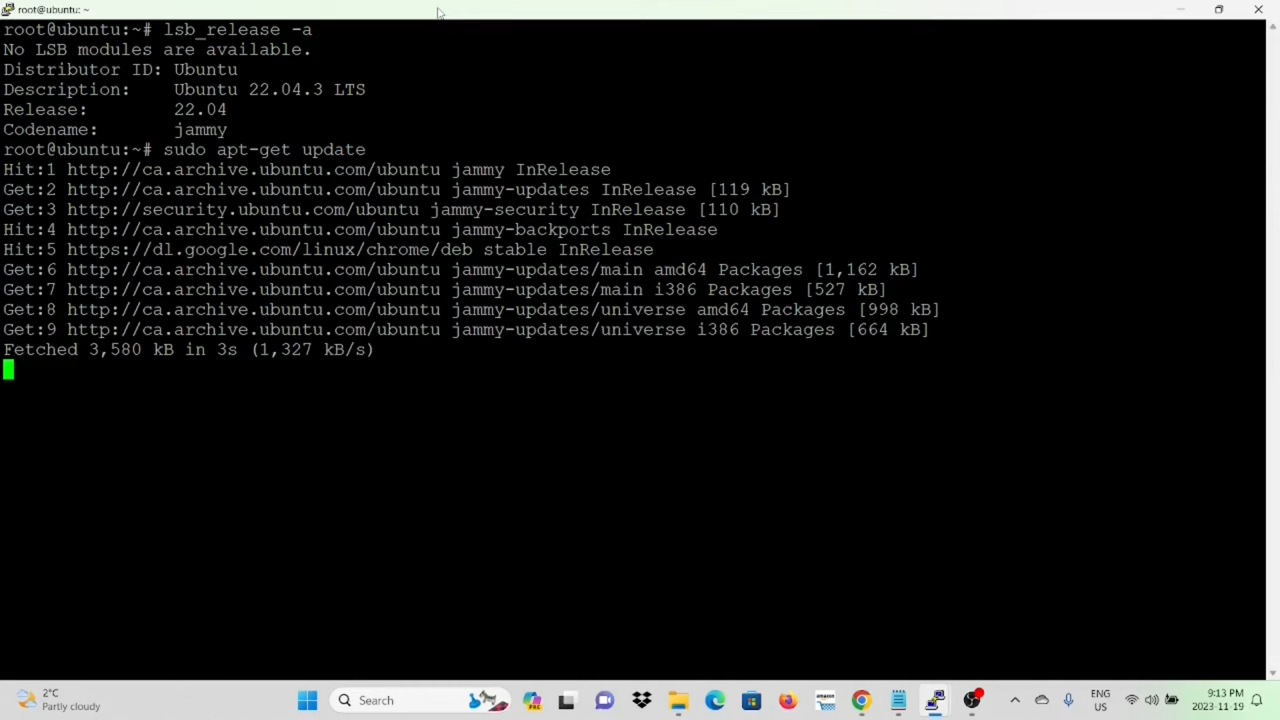 root@ubuntu: ~
root@ubuntu:~# lsb_release -a
No LSB modules are available.
Distributor ID: Ubuntu
Description:    Ubuntu 22.04.3 LTS
Release:        22.04
Codename:       jammy
root@ubuntu:~# sudo apt-get update
Hit:1 http://ca.archive.ubuntu.com/ubuntu jammy InRelease
Get:2 http://ca.archive.ubuntu.com/ubuntu jammy-updates InRelease [119 kB]
Get:3 http://security.ubuntu.com/ubuntu jammy-security InRelease [110 kB]
Hit:4 http://ca.archive.ubuntu.com/ubuntu jammy-backports InRelease
Hit:5 https://dl.google.com/linux/chrome/deb stable InRelease
Get:6 http://ca.archive.ubuntu.com/ubuntu jammy-updates/main amd64 Packages [1,162 kB]
Get:7 http://ca.archive.ubuntu.com/ubuntu jammy-updates/main i386 Packages [527 kB]
Get:8 http://ca.archive.ubuntu.com/ubuntu jammy-updates/universe amd64 Packages [998 kB]
Get:9 http://ca.archive.ubuntu.com/ubuntu jammy-updates/universe i386 Packages [664 kB]
Fetched 3,580 kB in 3s (1,327 kB/s)
2°C
Partly cloudy
Search
PRE
amazon
ENG
US
9:13 PM
2023-11-19